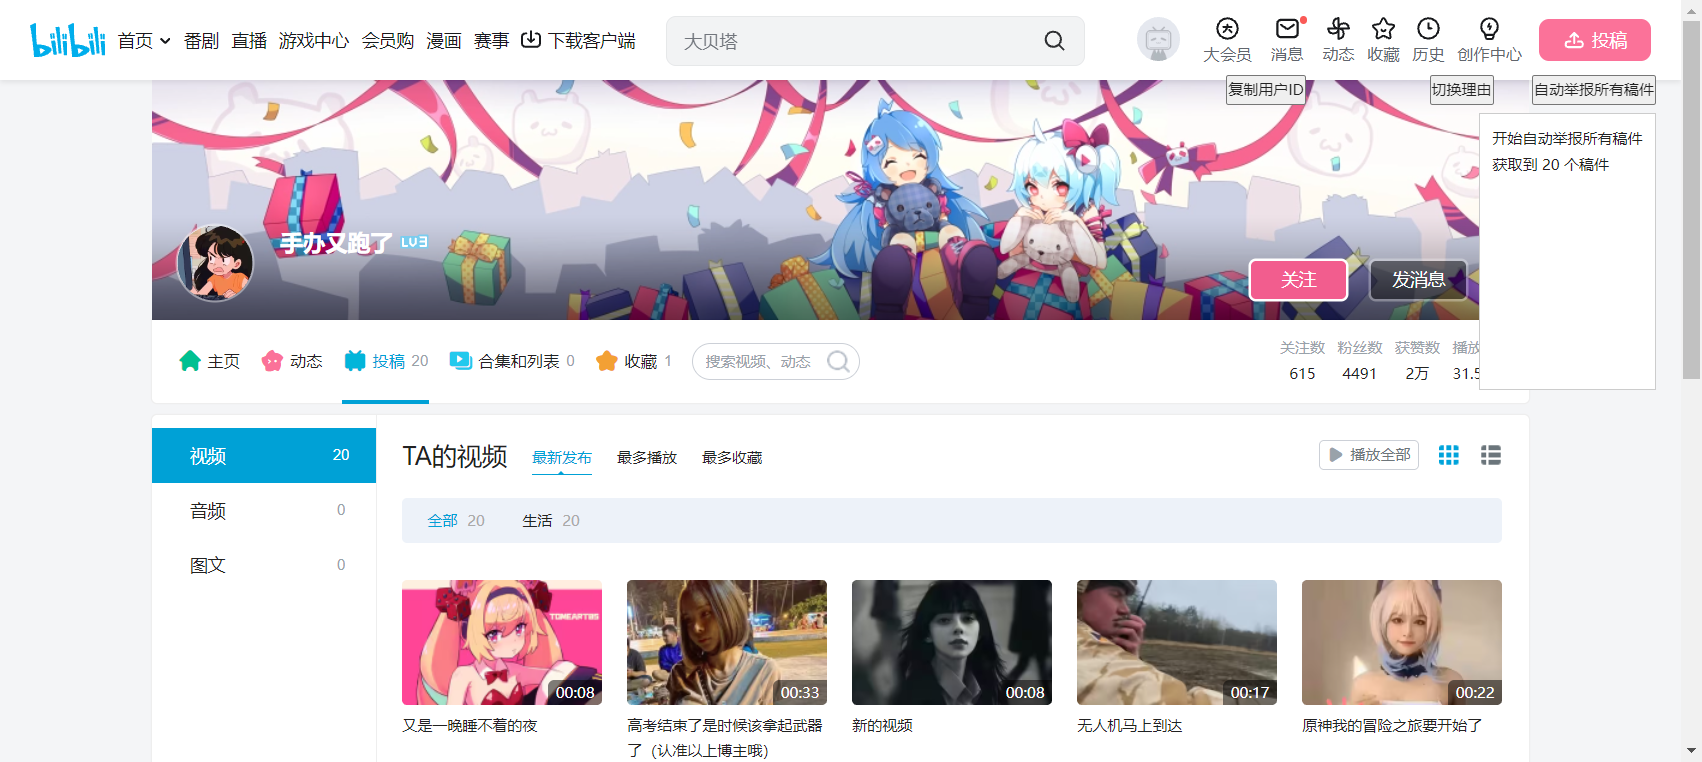 bilibili
首页
番剧
直播
游戏中心
会员购
漫画
赛事
下载客户端
大贝塔
大会员
消息
动态
收藏
历史
创作中心
投稿
复制用户ID
切换理由
自动举报所有稿件
开始自动举报所有稿件
获取到 20 个稿件
手办又跑了 LV3
关注
发消息
主页
动态
投稿 20
合集和列表 0
收藏 1
搜索视频、动态
关注数 粉丝数 获赞数 播放
615 4491 2万 31.5
视频 20
音频 0
图文 0
TA的视频
最新发布
最多播放
最多收藏
播放全部
全部 20
生活 20
TOMEART85
00:08
00:33
00:08
00:17
00:22
又是一晚睡不着的夜
高考结束了是时候该拿起武器
了（认准以上博主哦）
新的视频
无人机马上到达
原神我的冒险之旅要开始了